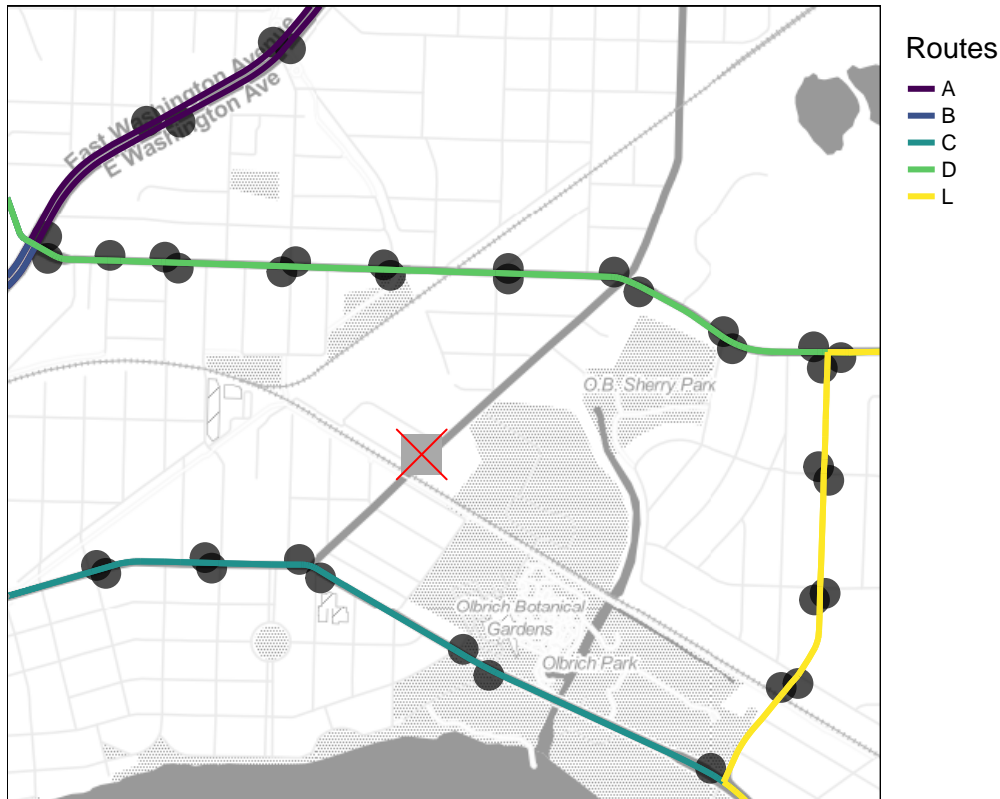 East Washington Avenue
E Washington Ave
O.B. Sherry Park
Olbrich Botanical
Gardens
Olbrich Park
Routes
A
B
C
D
L